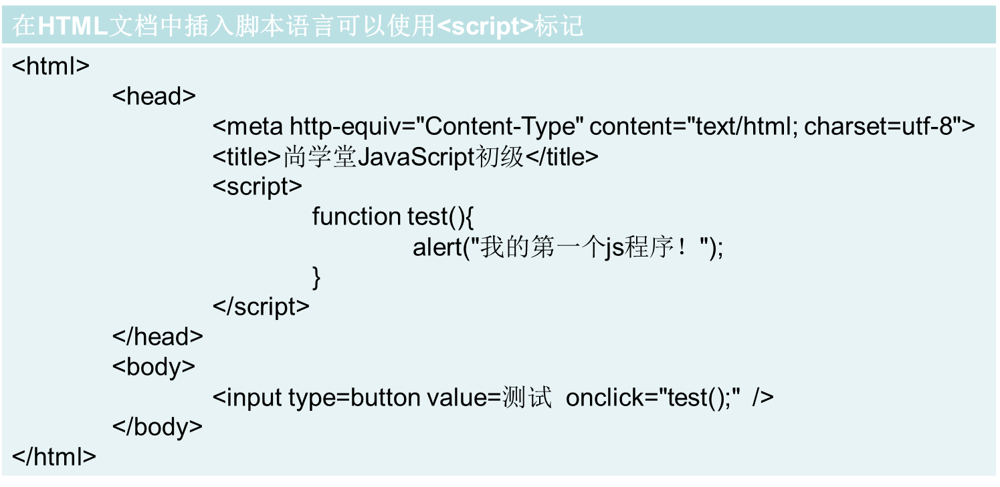 在HTML文档中插入脚本语言可以使用<script>标记
<html>
<head>
<meta http-equiv="Content-Type" content="text/html; charset=utf-8">
<title>尚学堂JavaScript初级</title>
<script>
function test(){
alert("我的第一个js程序！");
}
</script>
</head>
<body>
<input type=button value=测试 onclick="test();" />
</body>
</html>